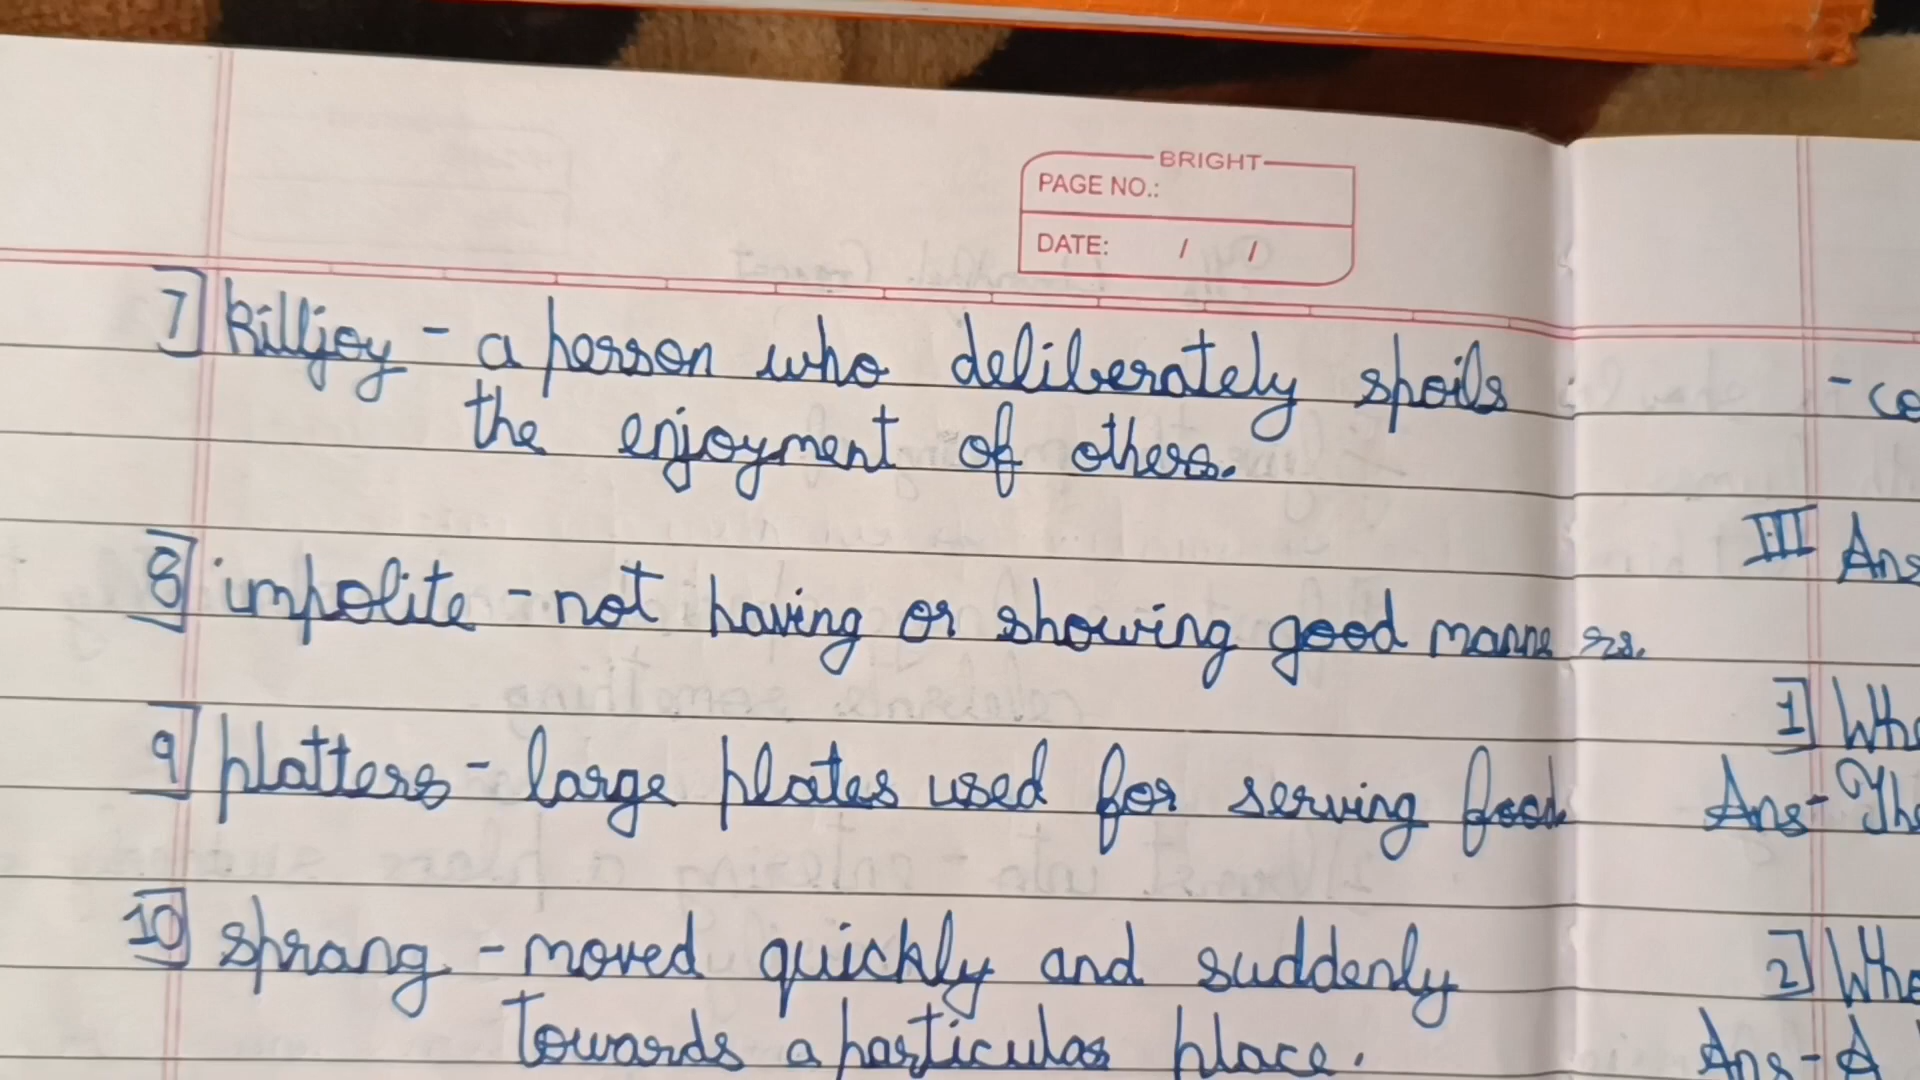 BRIGHT
PAGE NO.:
DATE: / /
7] Killjoy - a person who deliberately spoils
the enjoyment of others.
8] impolite - not having or showing good manners.
9] platters - large plates used for serving food
10] sprang - moved quickly and suddenly
towards a particular place.
III Ans
1]
Ans-
2]
Ans- A